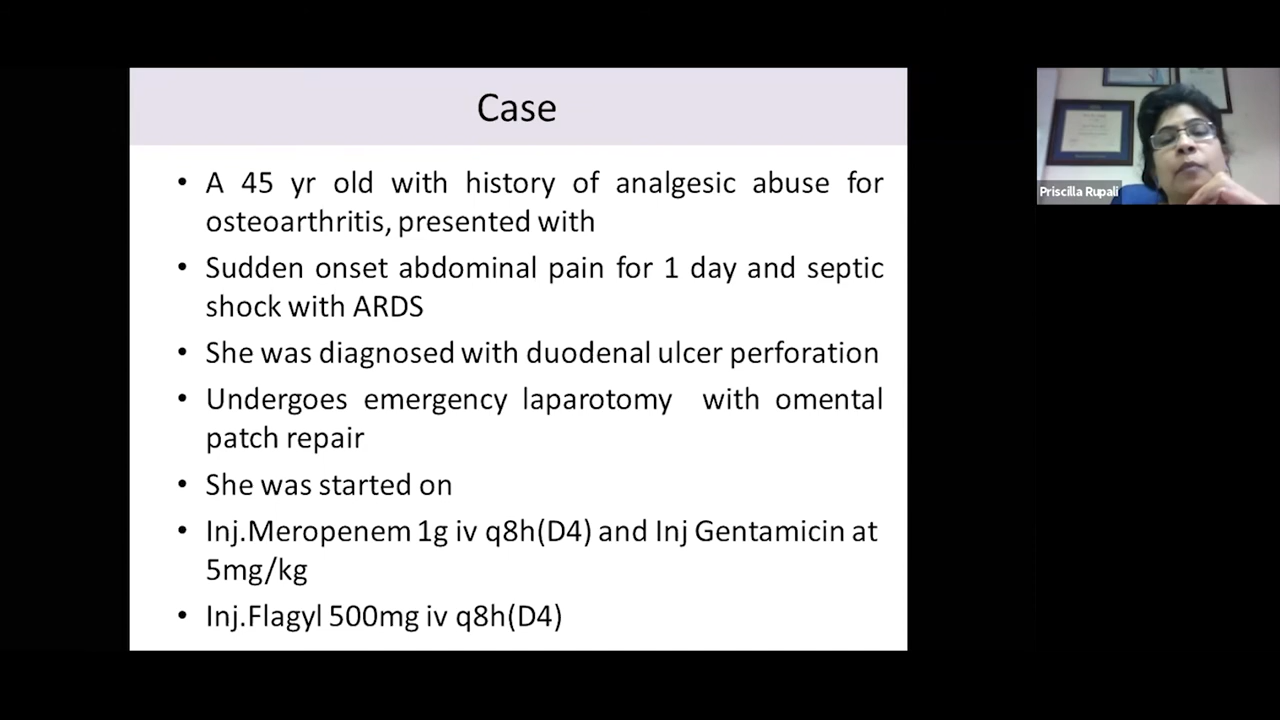 Case
• A 45 yr old with history of analgesic abuse for
osteoarthritis, presented with
• Sudden onset abdominal pain for 1 day and septic
shock with ARDS
• She was diagnosed with duodenal ulcer perforation
• Undergoes emergency laparotomy with omental
patch repair
• She was started on
• Inj.Meropenem 1g iv q8h(D4) and Inj Gentamicin at
5mg/kg
• Inj.Flagyl 500mg iv q8h(D4)
Priscilla Rupali